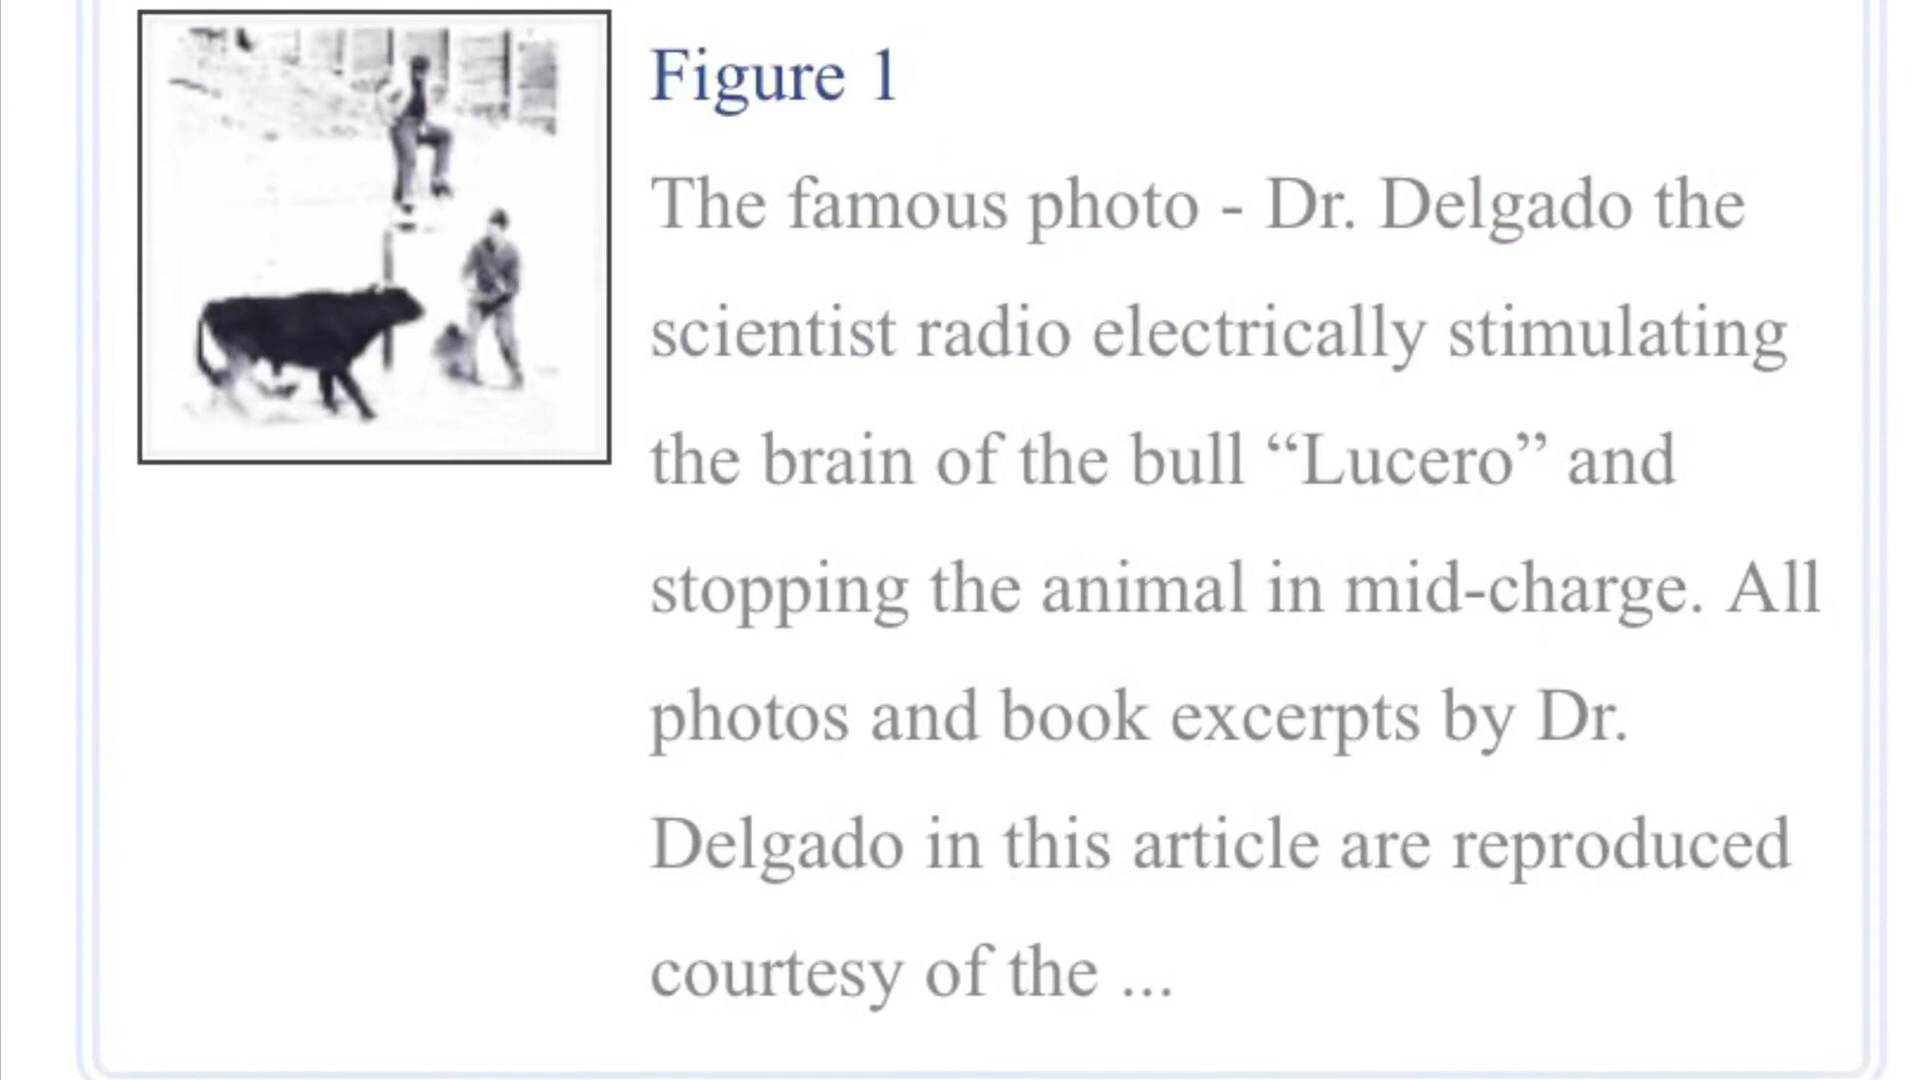 Figure 1
The famous photo - Dr. Delgado the
scientist radio electrically stimulating
the brain of the bull “Lucero” and
stopping the animal in mid-charge. All
photos and book excerpts by Dr.
Delgado in this article are reproduced
courtesy of the ...